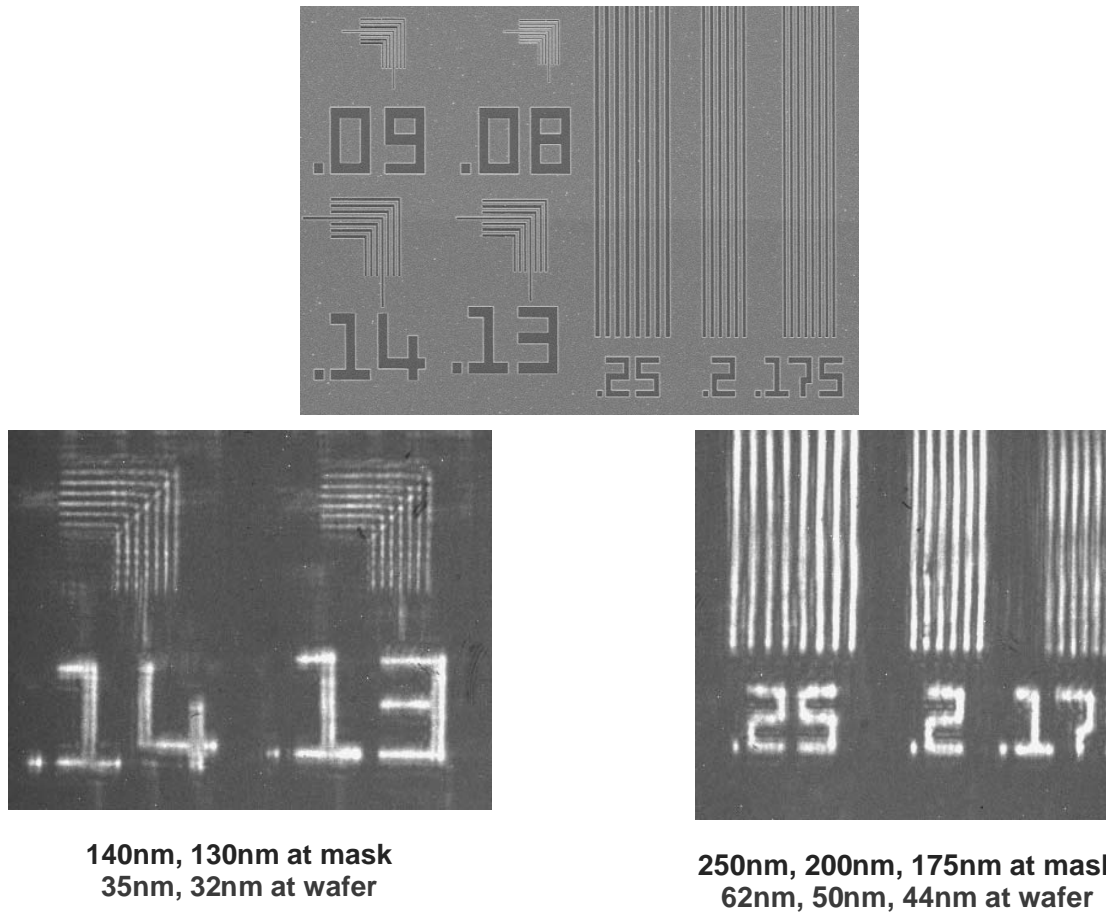 .09 .08
.14 .13
.25 .2 .175
.14 .13
.25 .2 .17
140nm, 130nm at mask
35nm, 32nm at wafer
250nm, 200nm, 175nm at mask
62nm, 50nm, 44nm at wafer